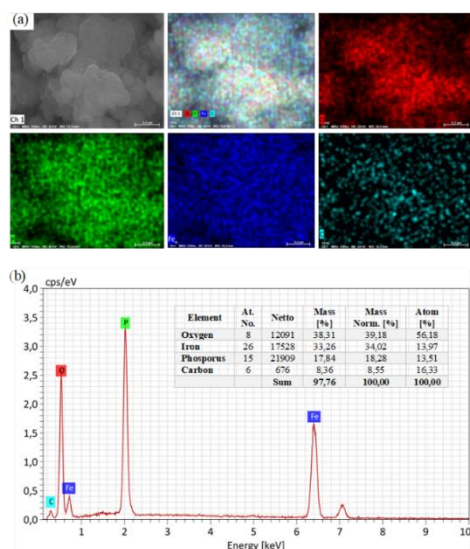 (a)
Ch 1
Fe
(b)
cps/eV
4,0
3,5
3,0
2,5
2,0
1,5
1,0
0,5
0,0
Element At. No. Netto Mass [%] Mass Norm. [%] Atom [%]
Oxygen 8 12091 38,31 39,18 56,18
Iron 26 17528 33,26 34,02 13,97
Phosporus 15 21909 17,84 18,28 13,51
Carbon 6 676 8,36 8,55 16,33
Sum 97,76 100,00 100,00
P
O
C
Fe
Fe
1 2 3 4 5 6 7 8 9 10
Energy [keV]